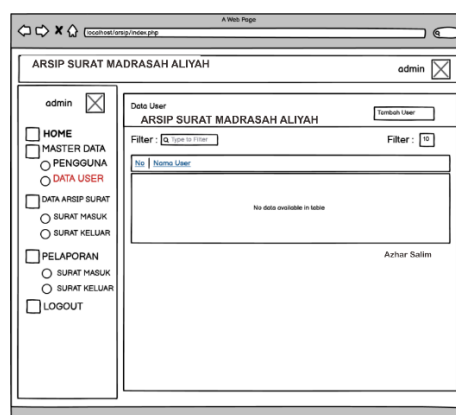 A Web Page
localhost/arsip/index.php
ARSIP SURAT MADRASAH ALIYAH
admin
admin
HOME
MASTER DATA
PENGGUNA
DATA USER
DATA ARSIP SURAT
SURAT MASUK
SURAT KELUAR
PELAPORAN
SURAT MASUK
SURAT KELUAR
LOGOUT
Data User
ARSIP SURAT MADRASAH ALIYAH
Tambah User
Filter : Type to Filter
Filter : 10
No Nama User
No data available in table
Azhar Salim